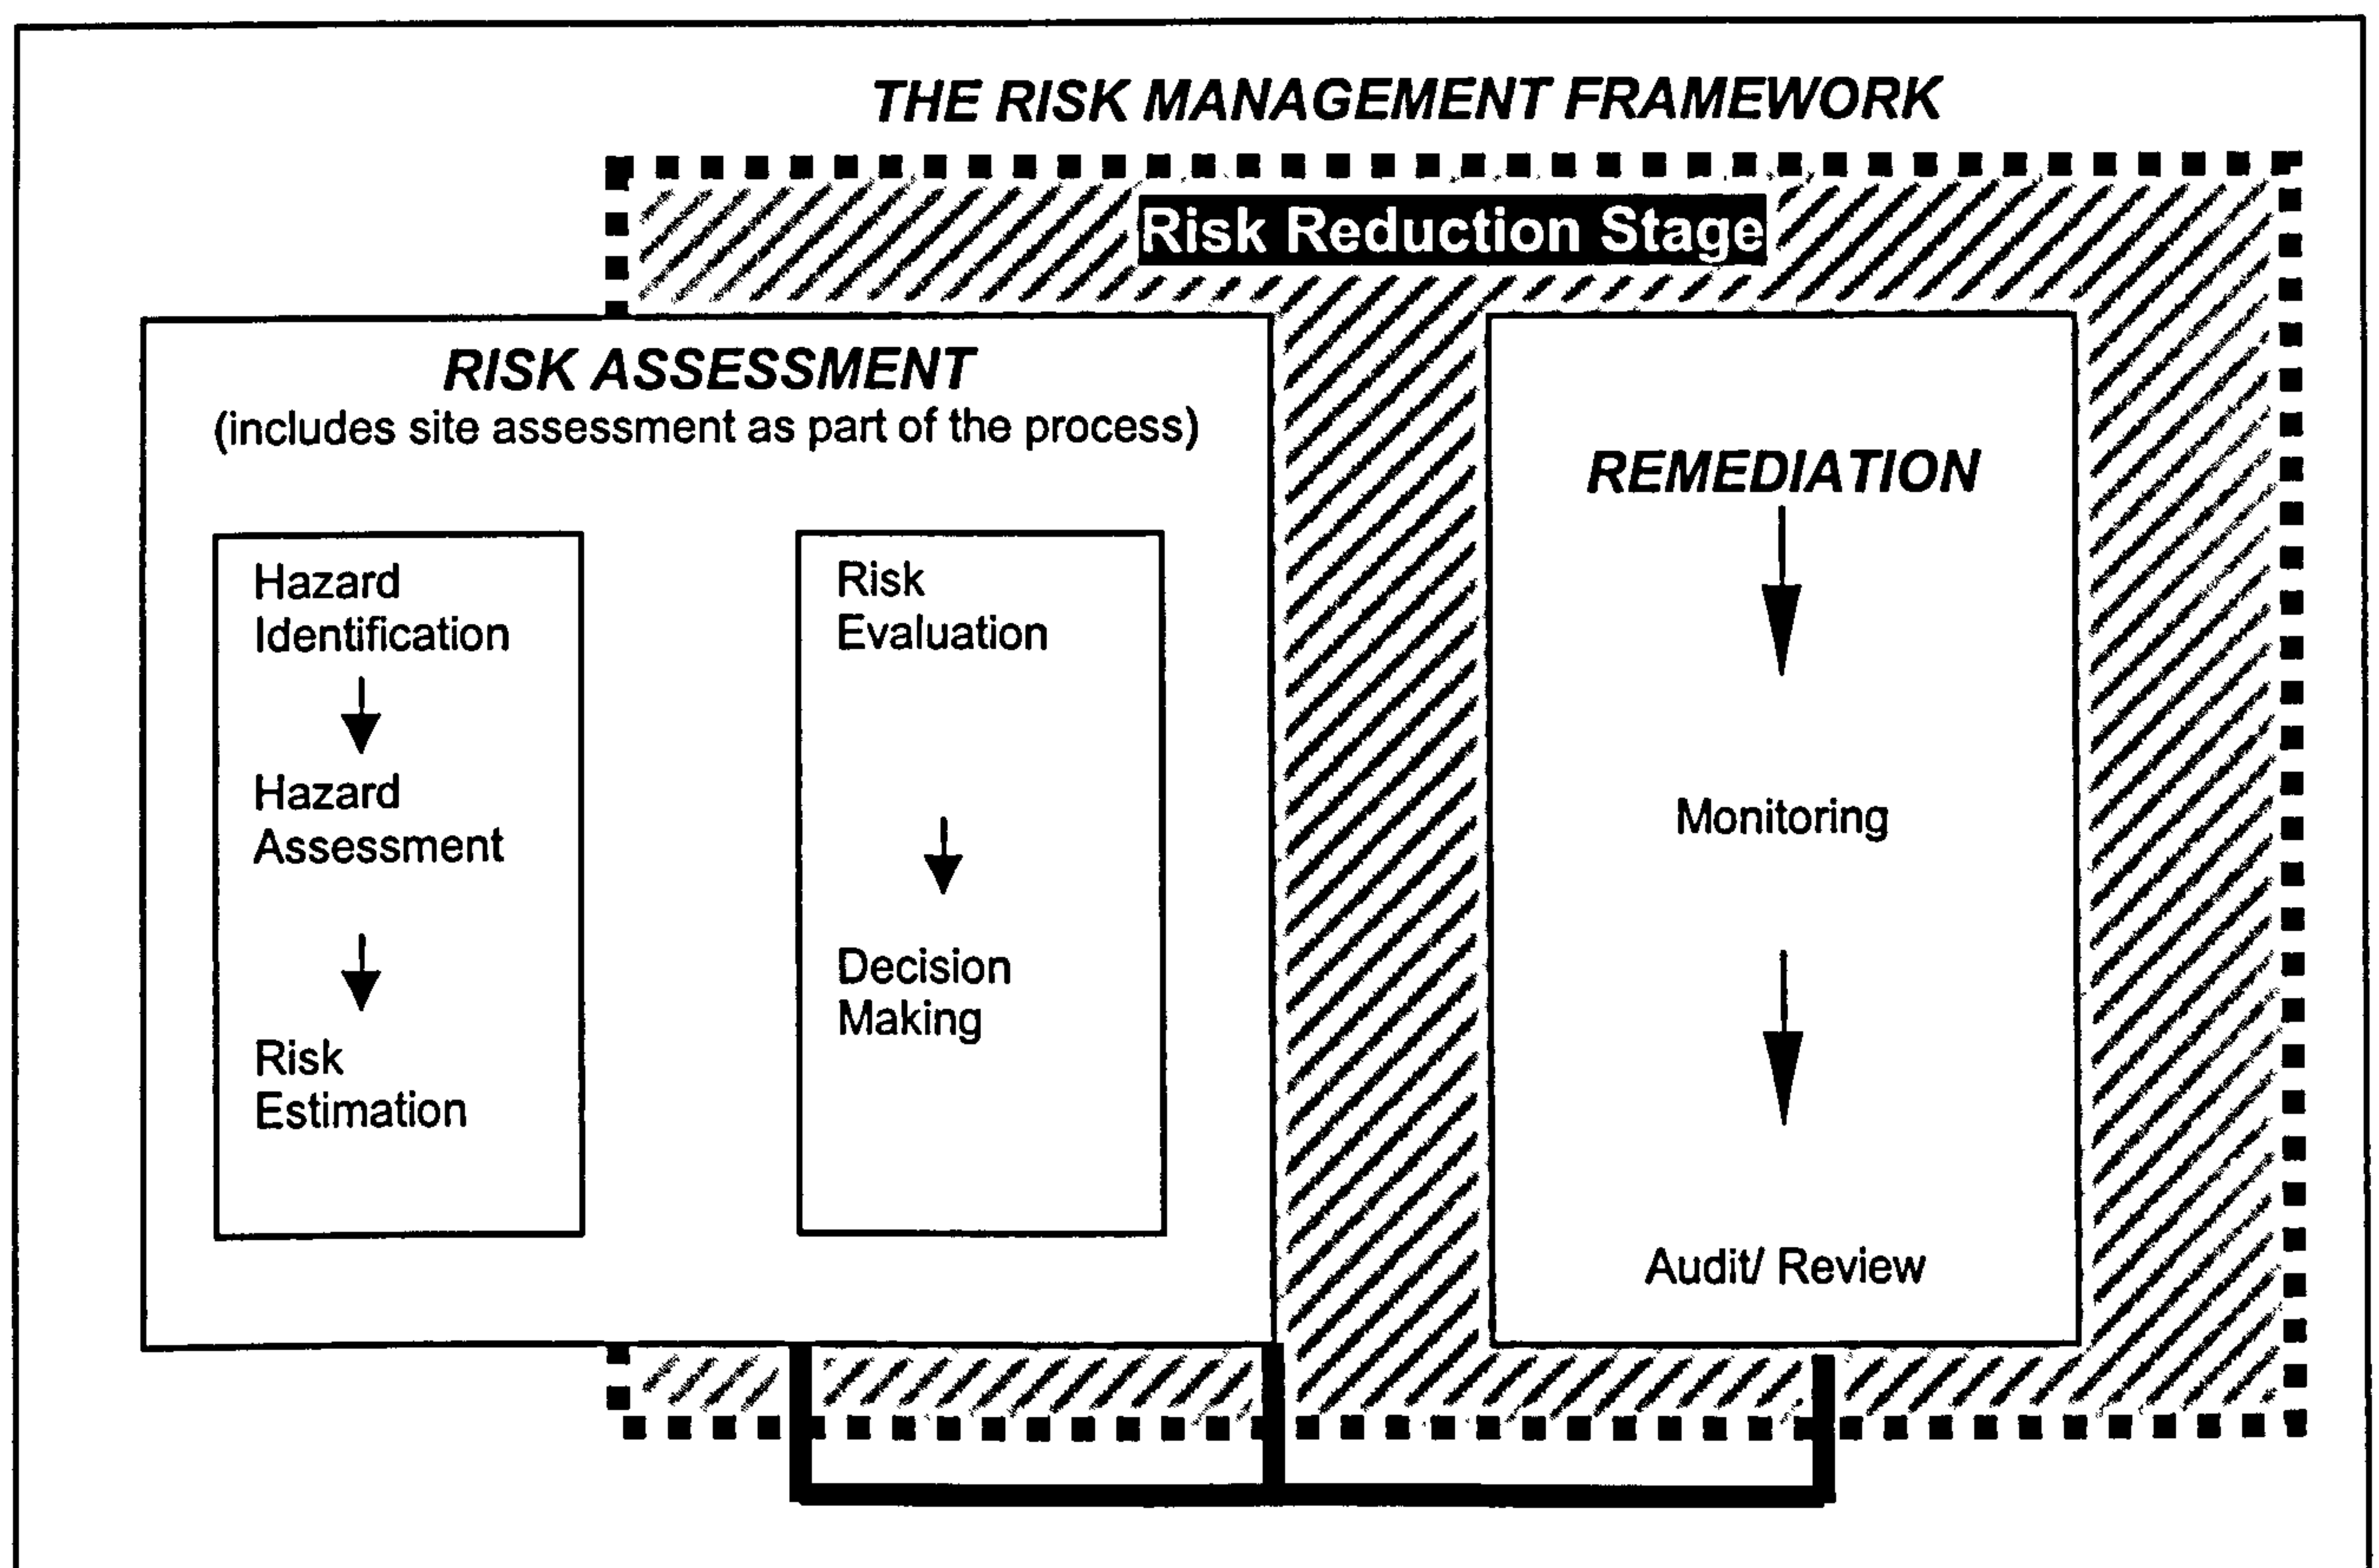 THE RISK MANAGEMENT FRAMEWORK
Risk Reduction Stage
RISK ASSESSMENT
(includes site assessment as part of the process)
Hazard
Identification
Hazard
Assessment
Risk
Estimation
Risk
Evaluation
Decision
Making
REMEDIATION
Monitoring
Audit/ Review